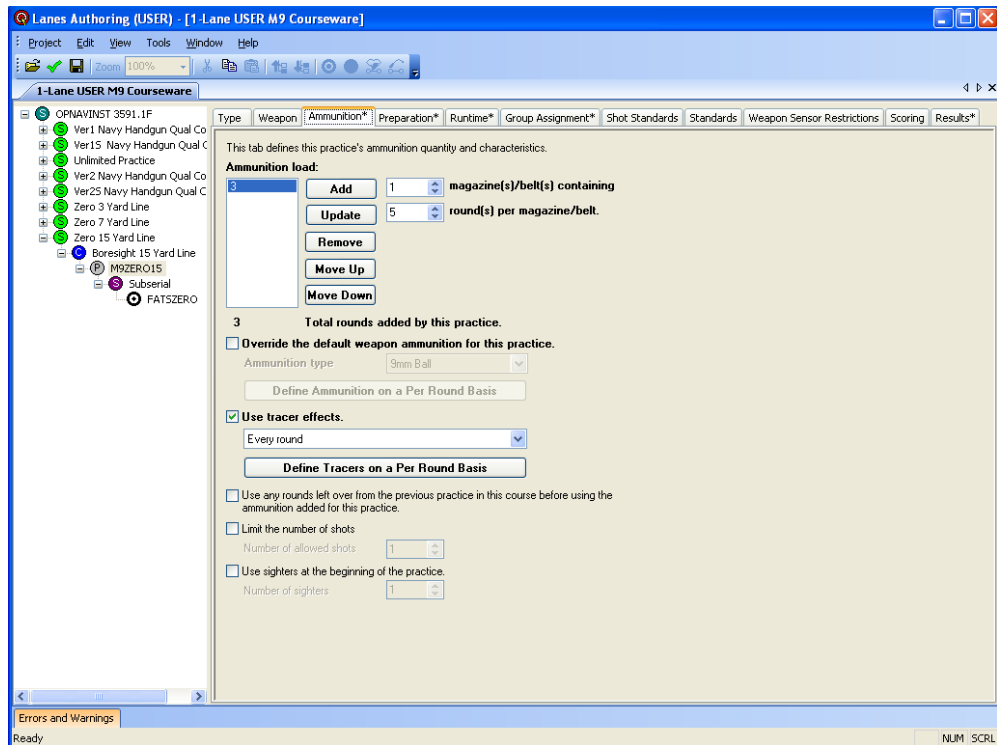 Lanes Authoring (USER) - [1-Lane USER M9 Courseware]
Project Edit View Tools Window Help
Zoom 100%
1-Lane USER M9 Courseware
OPNAVINST 3591.1F
Ver1 Navy Handgun Qual Co
Ver1S Navy Handgun Qual C
Unlimited Practice
Ver2 Navy Handgun Qual Co
Ver2S Navy Handgun Qual C
Zero 3 Yard Line
Zero 7 Yard Line
Zero 15 Yard Line
Boresight 15 Yard Line
M9ZERO15
Subserial
FATSZERO
Type Weapon Ammunition* Preparation* Runtime* Group Assignment* Shot Standards Standards Weapon Sensor Restrictions Scoring Results*
This tab defines this practice's ammunition quantity and characteristics.
Ammunition load:
3
Add 1 magazine(s)/belt(s) containing
Update 5 round(s) per magazine/belt.
Remove
Move Up
Move Down
3 Total rounds added by this practice.
Override the default weapon ammunition for this practice.
Ammunition type 9mm Ball
Define Ammunition on a Per Round Basis
Use tracer effects.
Every round
Define Tracers on a Per Round Basis
Use any rounds left over from the previous practice in this course before using the
ammunition added for this practice.
Limit the number of shots
Number of allowed shots 1
Use sighters at the beginning of the practice.
Number of sighters 1
Errors and Warnings
Ready NUM SCRL